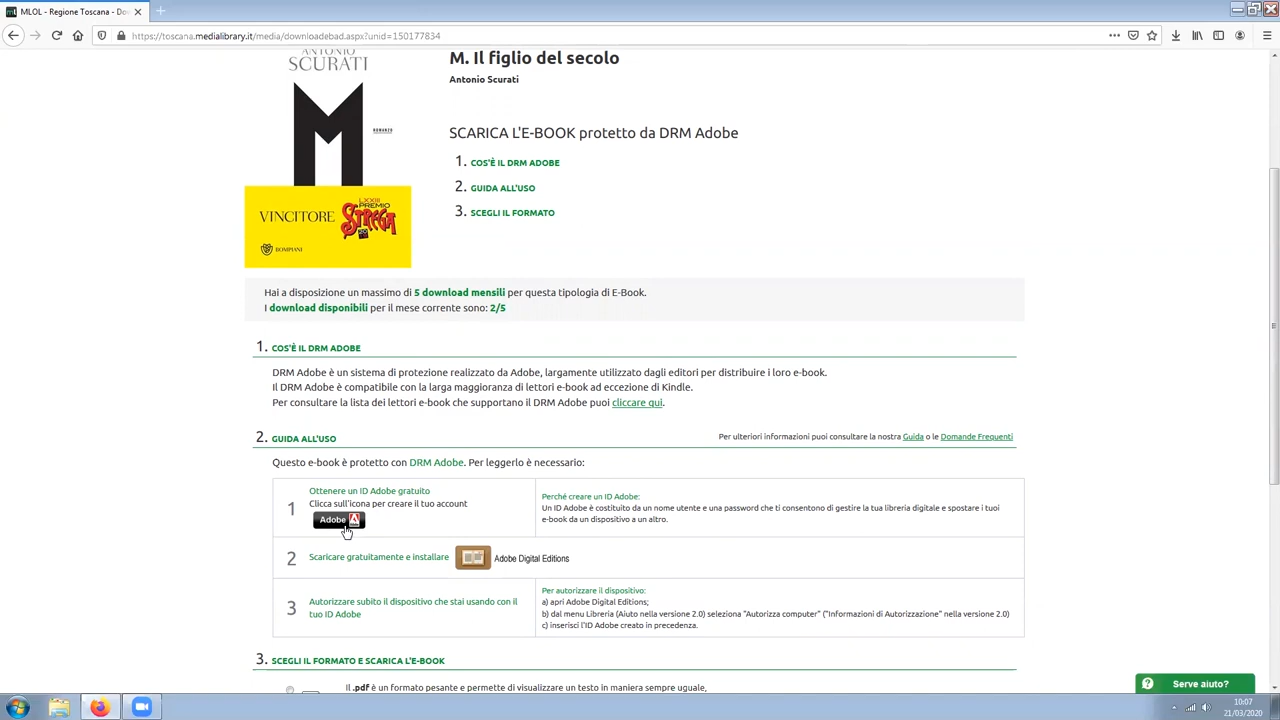 MLOL - Regione Toscana - Do
https://toscana.medialibrary.it/media/downloadebad.aspx?unid=150177834
ANTONIO
SCURATI
M
ROMANZO
VINCITORE
PREMIO
STREGA
BOMPIANI
M. Il figlio del secolo
Antonio Scurati
SCARICA L'E-BOOK protetto da DRM Adobe
1. COS'È IL DRM ADOBE
2. GUIDA ALL'USO
3. SCEGLI IL FORMATO
Hai a disposizione un massimo di 5 download mensili per questa tipologia di E-Book.
I download disponibili per il mese corrente sono: 2/5
1. COS'È IL DRM ADOBE
DRM Adobe è un sistema di protezione realizzato da Adobe, largamente utilizzato dagli editori per distribuire i loro e-book.
Il DRM Adobe è compatibile con la larga maggioranza di lettori e-book ad eccezione di Kindle.
Per consultare la lista dei lettori e-book che supportano il DRM Adobe puoi cliccare qui.
2. GUIDA ALL'USO
Per ulteriori informazioni puoi consultare la nostra Guida o le Domande Frequenti
Questo e-book è protetto con DRM Adobe. Per leggerlo è necessario:
1
Ottenere un ID Adobe gratuito
Clicca sull'icona per creare il tuo account
Adobe
Perché creare un ID Adobe:
Un ID Adobe è costituito da un nome utente e una password che ti consentono di gestire la tua libreria digitale e spostare i tuoi
e-book da un dispositivo a un altro.
2
Scaricare gratuitamente e installare
Adobe Digital Editions
3
Autorizzare subito il dispositivo che stai usando con il
tuo ID Adobe
Per autorizzare il dispositivo:
a) apri Adobe Digital Editions;
b) dal menu Libreria (Aiuto nella versione 2.0) seleziona "Autorizza computer" ("Informazioni di Autorizzazione" nella versione 2.0)
c) inserisci l'ID Adobe creato in precedenza.
3. SCEGLI IL FORMATO E SCARICA L'E-BOOK
Il .pdf è un formato pesante e permette di visualizzare un testo in maniera sempre uguale,
Serve aiuto?
10:07
21/03/2020